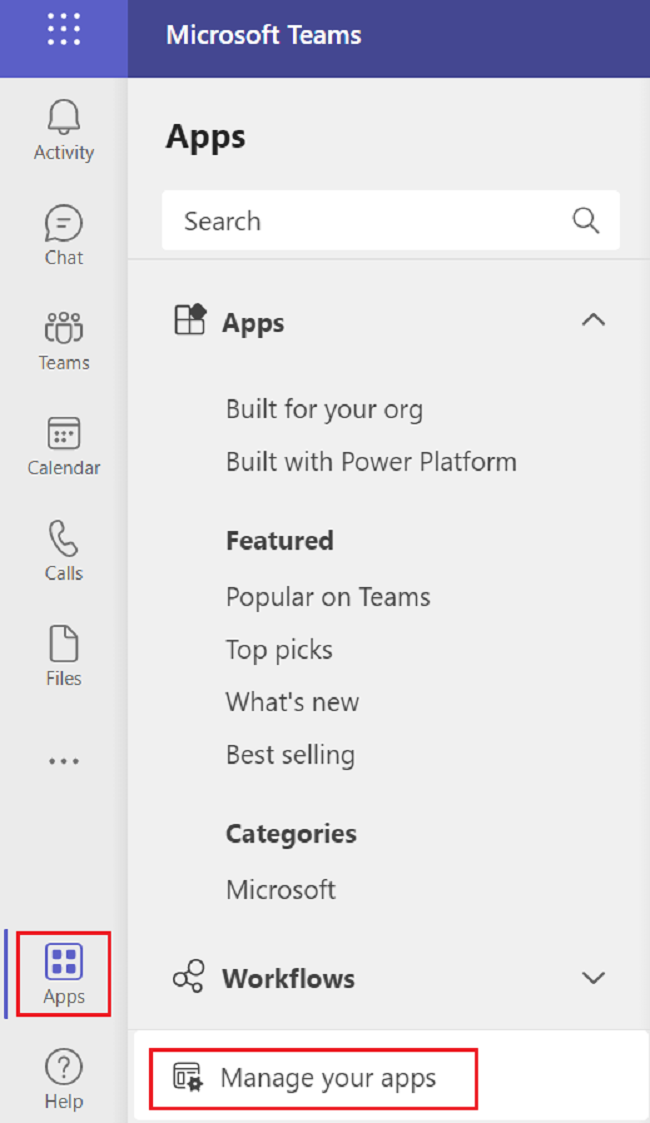 Microsoft Teams
Activity
Chat
Teams
Calendar
Calls
Files
Apps
Help
Apps
Search
Apps
Built for your org
Built with Power Platform
Featured
Popular on Teams
Top picks
What's new
Best selling
Categories
Microsoft
Workflows
Manage your apps